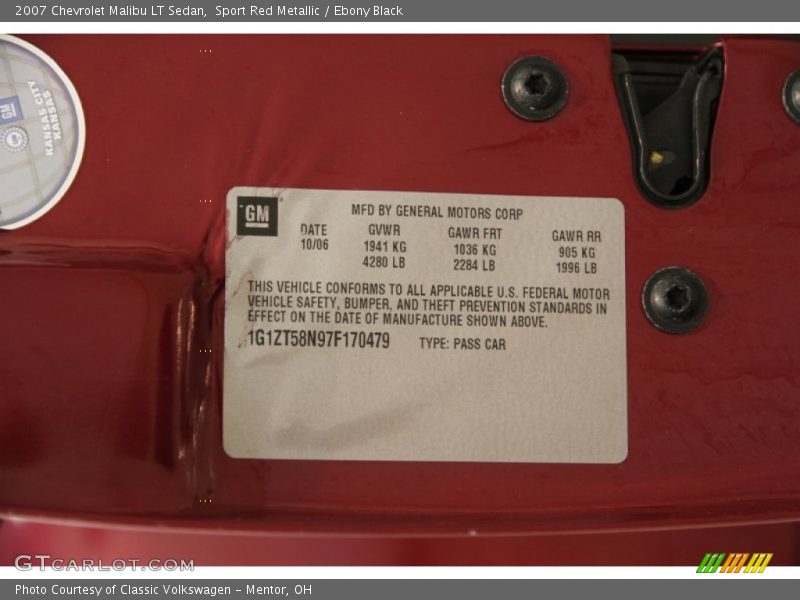 2007 Chevrolet Malibu LT Sedan,  Sport Red Metallic / Ebony Black
GM
KANSAS CITY
KANSAS
GM
MFD BY GENERAL MOTORS CORP
DATE GVWR GAWR FRT GAWR RR
10/06 1941 KG 1036 KG 905 KG
4280 LB 2284 LB 1996 LB
THIS VEHICLE CONFORMS TO ALL APPLICABLE U.S. FEDERAL MOTOR
VEHICLE SAFETY, BUMPER, AND THEFT PREVENTION STANDARDS IN
EFFECT ON THE DATE OF MANUFACTURE SHOWN ABOVE.
1G1ZT58N97F170479 TYPE: PASS CAR
GTCARLOT.COM
Photo Courtesy of Classic Volkswagen - Mentor, OH